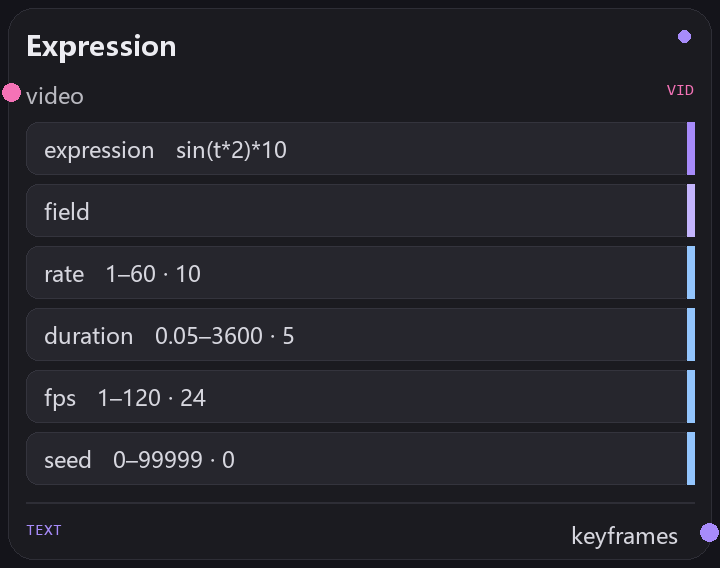 Expression
video VID
expression sin(t*2)*10
field
rate 1–60 · 10
duration 0.05–3600 · 5
fps 1–120 · 24
seed 0–99999 · 0
TEXT keyframes